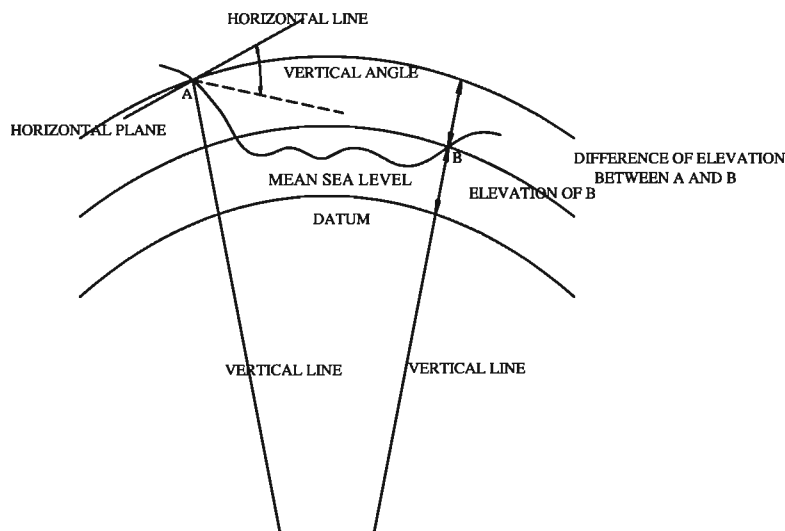 HORIZONTAL LINE
VERTICAL ANGLE
A
HORIZONTAL PLANE
B
DIFFERENCE OF ELEVATION
BETWEEN A AND B
MEAN SEA LEVEL
ELEVATION OF B
DATUM
VERTICAL LINE
VERTICAL LINE